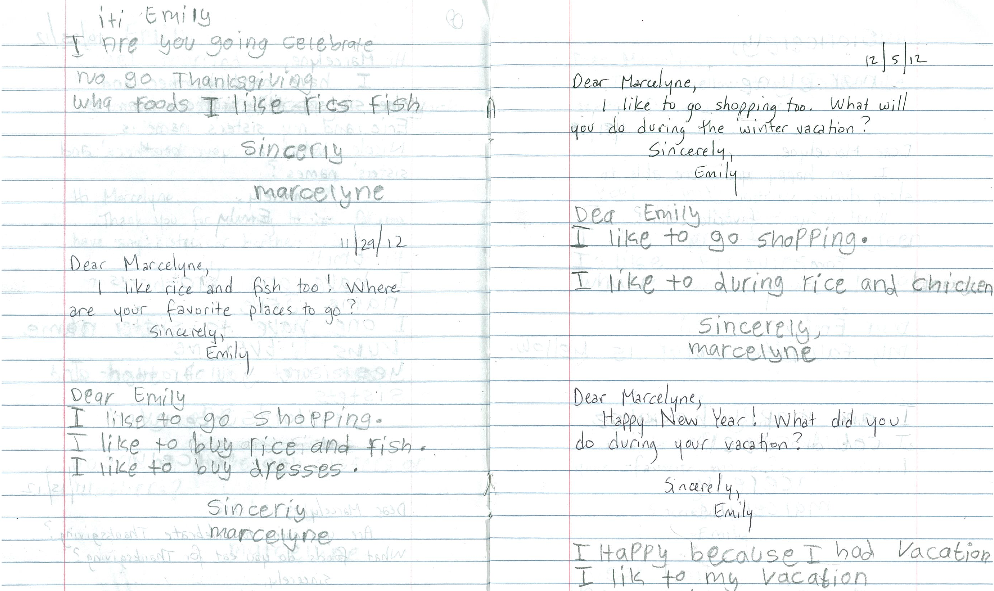 iti Emily
I Are you going celebrate
no go Thanksgiving
wha foods I like rics fish
sincerly
marcelyne
11/29/12
Dear Marcelyne,
I like rice and fish too! Where
are your favorite places to go?
Sincerely,
Emily
Dear Emily
I like to go shopping.
I like to buy rice and fish.
I like to buy dresses.
sinceriy
marcelyne
12/5/12
Dear Marcelyne,
I like to go shopping too. What will
you do during the winter vacation?
Sincerely,
Emily
Dea Emily
I like to go shopping.
I like to during rice and chicken
sincerely,
marcelyne
Dear Marcelyne,
Happy New Year! What did you
do during your vacation?
Sincerely,
Emily
I Happy because I had vacation
I lik to my vacation